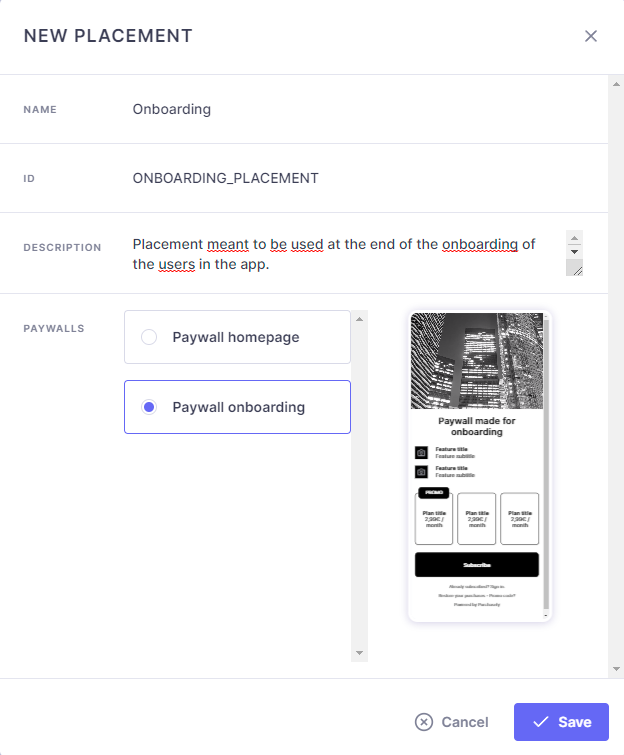 NEW PLACEMENT
NAME
Onboarding
ID
ONBOARDING_PLACEMENT
DESCRIPTION
Placement meant to be used at the end of the onboarding of
the users in the app.
PAYWALLS
Paywall homepage
Paywall onboarding
Paywall made for
onboarding
Feature title
Feature subtitle
Feature title
Feature subtitle
PROMO
Plan title
2,99€ /
month
Plan title
2,99€ /
month
Plan title
2,99€ /
month
Subscribe
Already subscribed? Sign in.
Restore your purchases - Promo code?
Powered by Purchasely
Cancel
Save